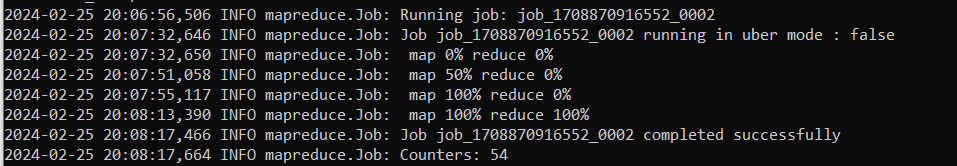 2024-02-25 20:06:56,506 INFO mapreduce.Job: Running job: job_1708870916552_0002
2024-02-25 20:07:32,646 INFO mapreduce.Job: Job job_1708870916552_0002 running in uber mode : false
2024-02-25 20:07:32,650 INFO mapreduce.Job:  map 0% reduce 0%
2024-02-25 20:07:51,058 INFO mapreduce.Job:  map 50% reduce 0%
2024-02-25 20:07:55,117 INFO mapreduce.Job:  map 100% reduce 0%
2024-02-25 20:08:13,390 INFO mapreduce.Job:  map 100% reduce 100%
2024-02-25 20:08:17,466 INFO mapreduce.Job: Job job_1708870916552_0002 completed successfully
2024-02-25 20:08:17,664 INFO mapreduce.Job: Counters: 54